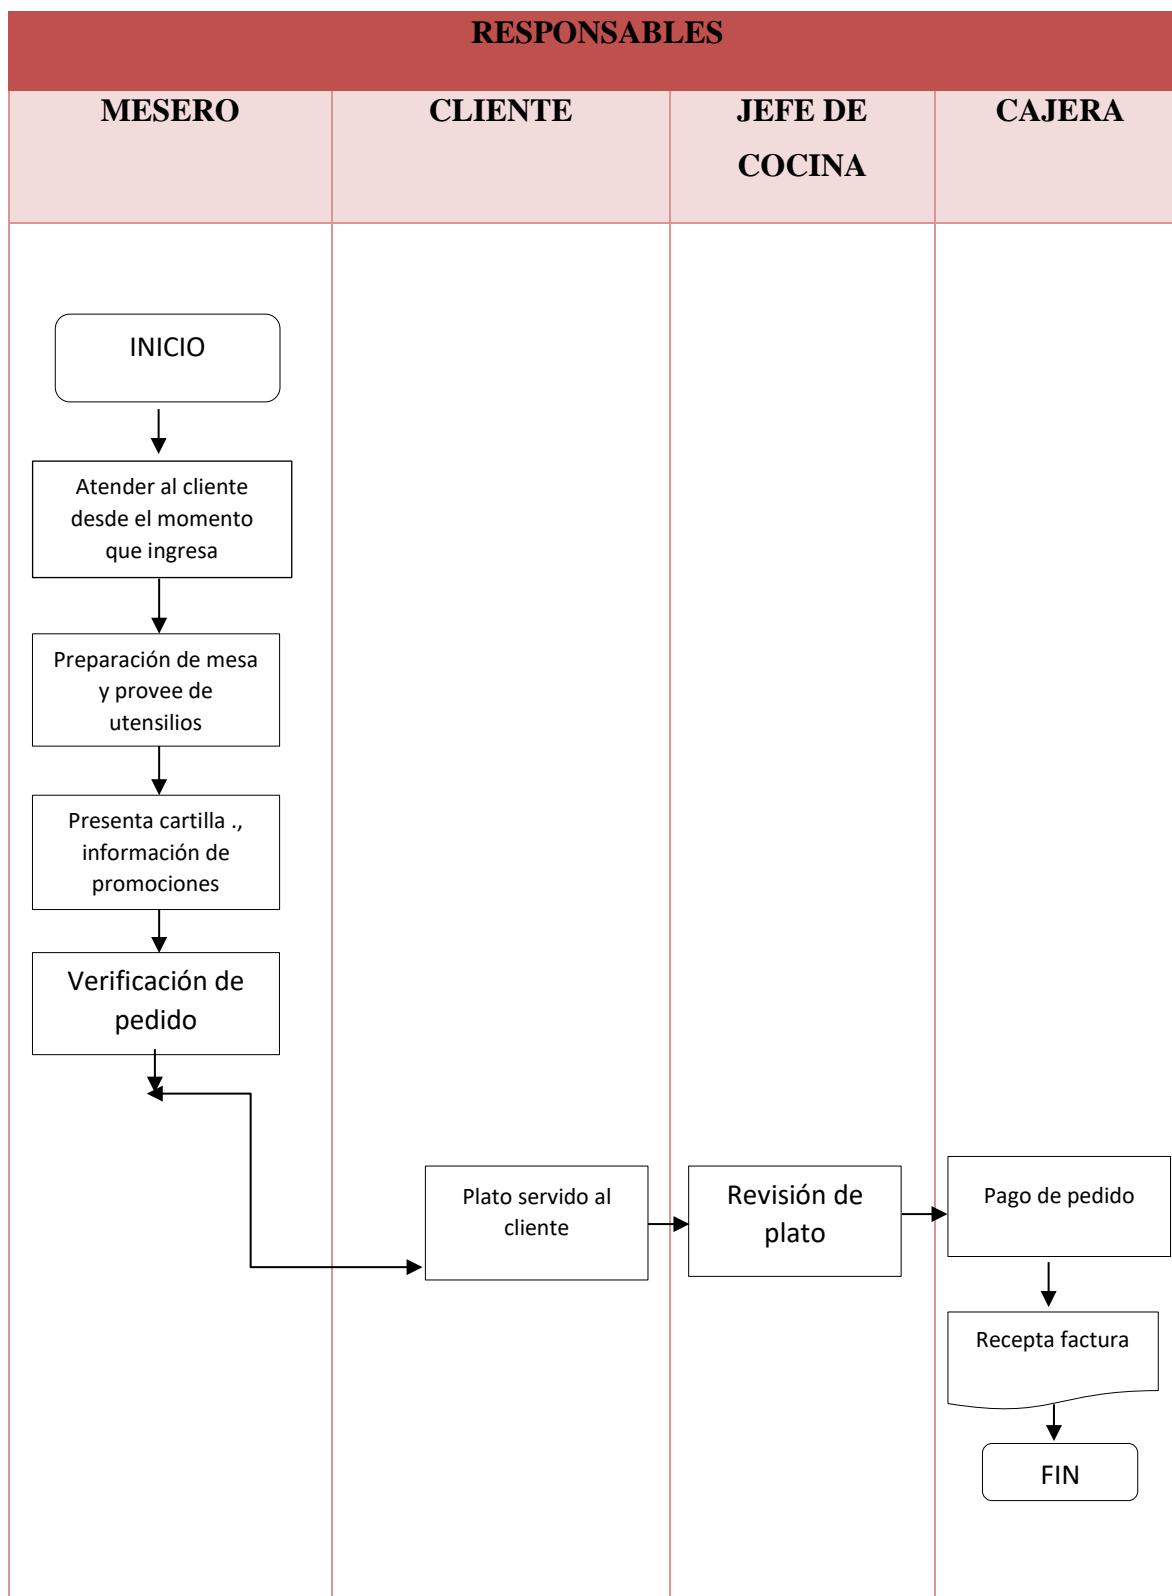 RESPONSABLES
MESERO
CLIENTE
JEFE DE
COCINA
CAJERA
INICIO
Atender al cliente
desde el momento
que ingresa
Preparación de mesa
y provee de
utensilios
Presenta cartilla .,
información de
promociones
Verificación de
pedido
Plato servido al
cliente
Revisión de
plato
Pago de pedido
Recepta factura
FIN